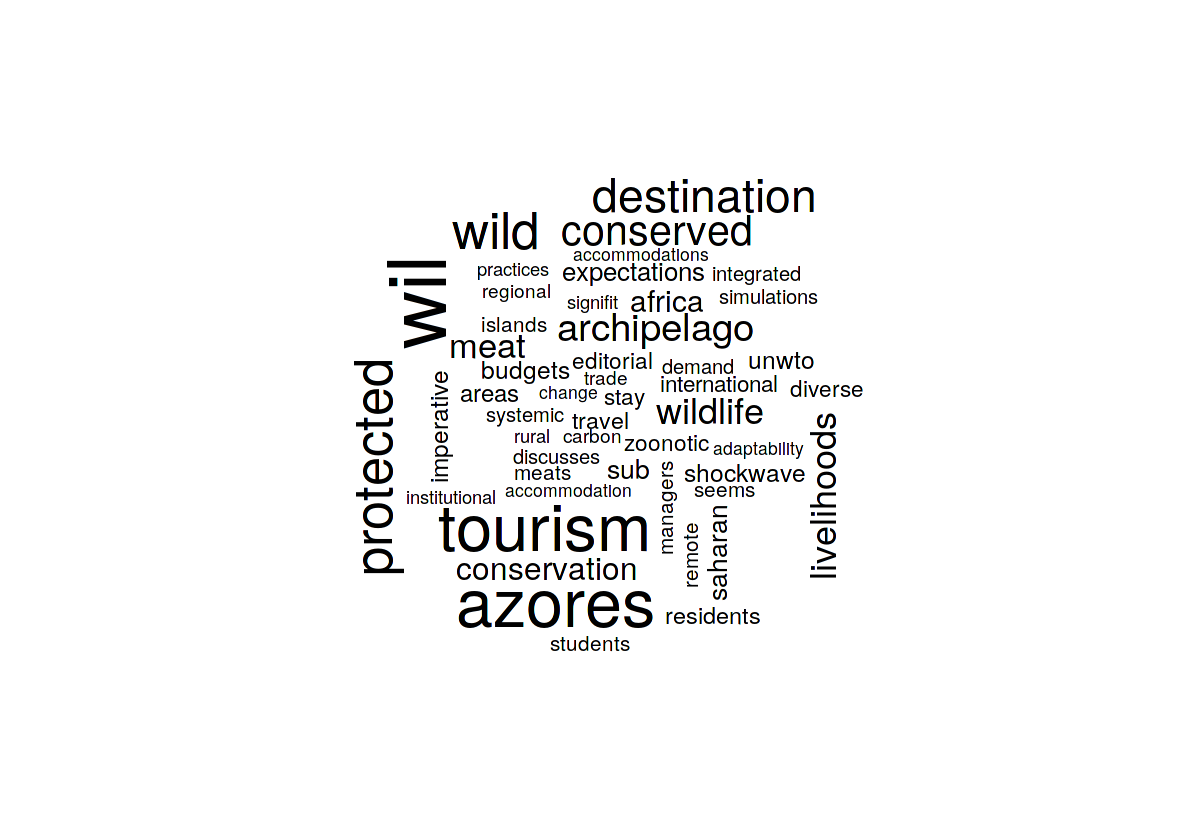 destination
wild conserved
accommodations
practices expectations integrated
wil
regional signifit africa simulations
islands archipelago
meat editorial demand unwto
budgets trade international diverse
protected
imperative
areas change stay
systemic travel wildlife
livelihoods
rural carbon zoonotic adaptability
discusses
meats sub shockwave
institutional accommodation managers seems
tourism remote saharan
conservation
azores residents
students